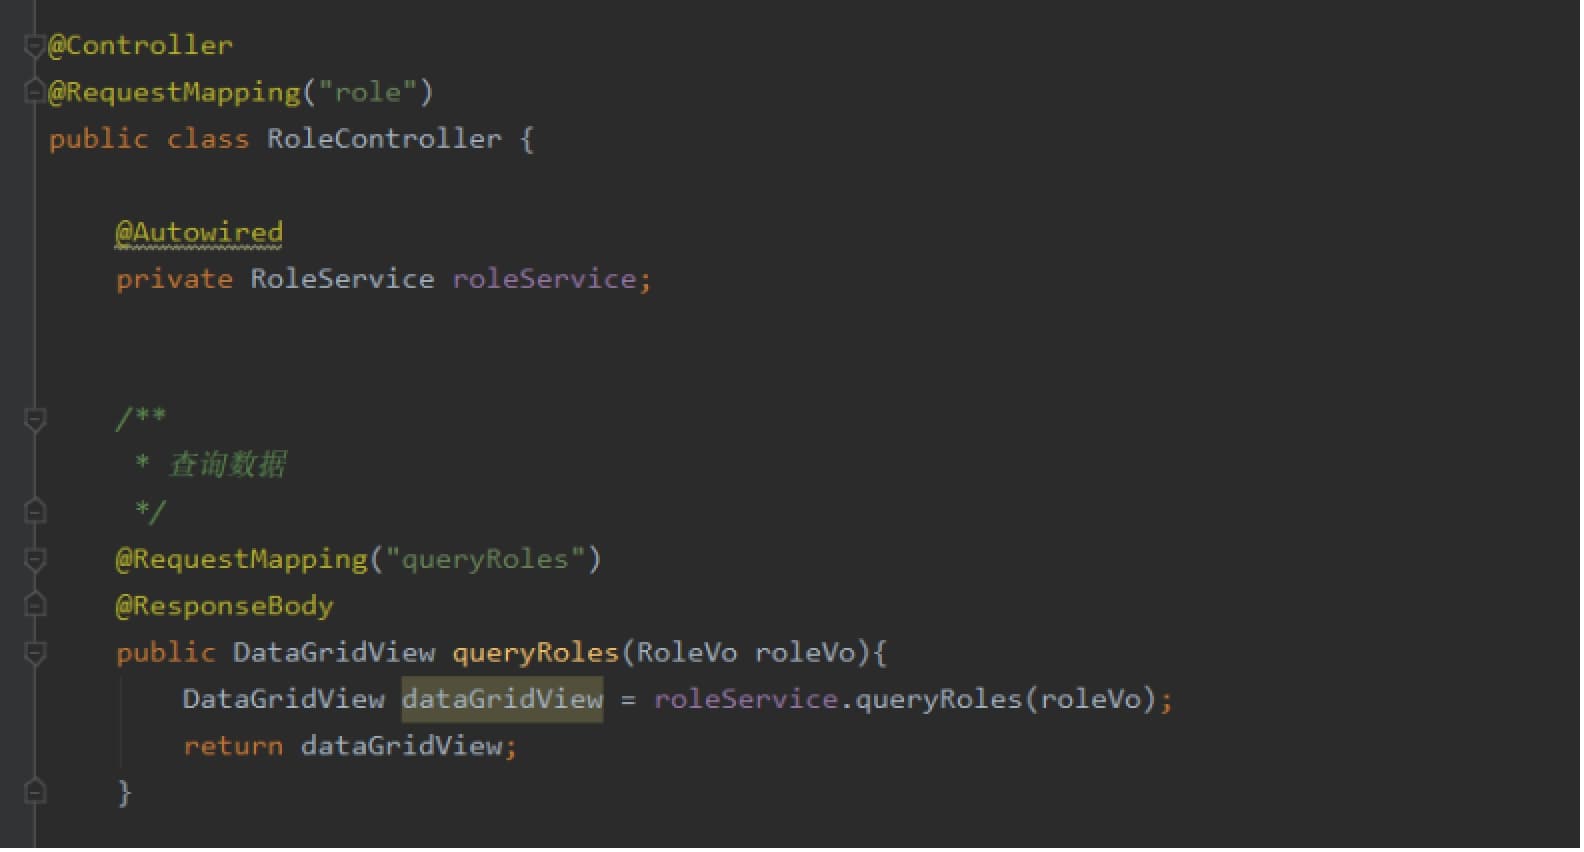 @Controller
@RequestMapping("role")
public class RoleController {
@Autowired
private RoleService roleService;
/**
* 查询数据
*/
@RequestMapping("queryRoles")
@ResponseBody
public DataGridView queryRoles(RoleVo roleVo){
DataGridView dataGridView = roleService.queryRoles(roleVo);
return dataGridView;
}